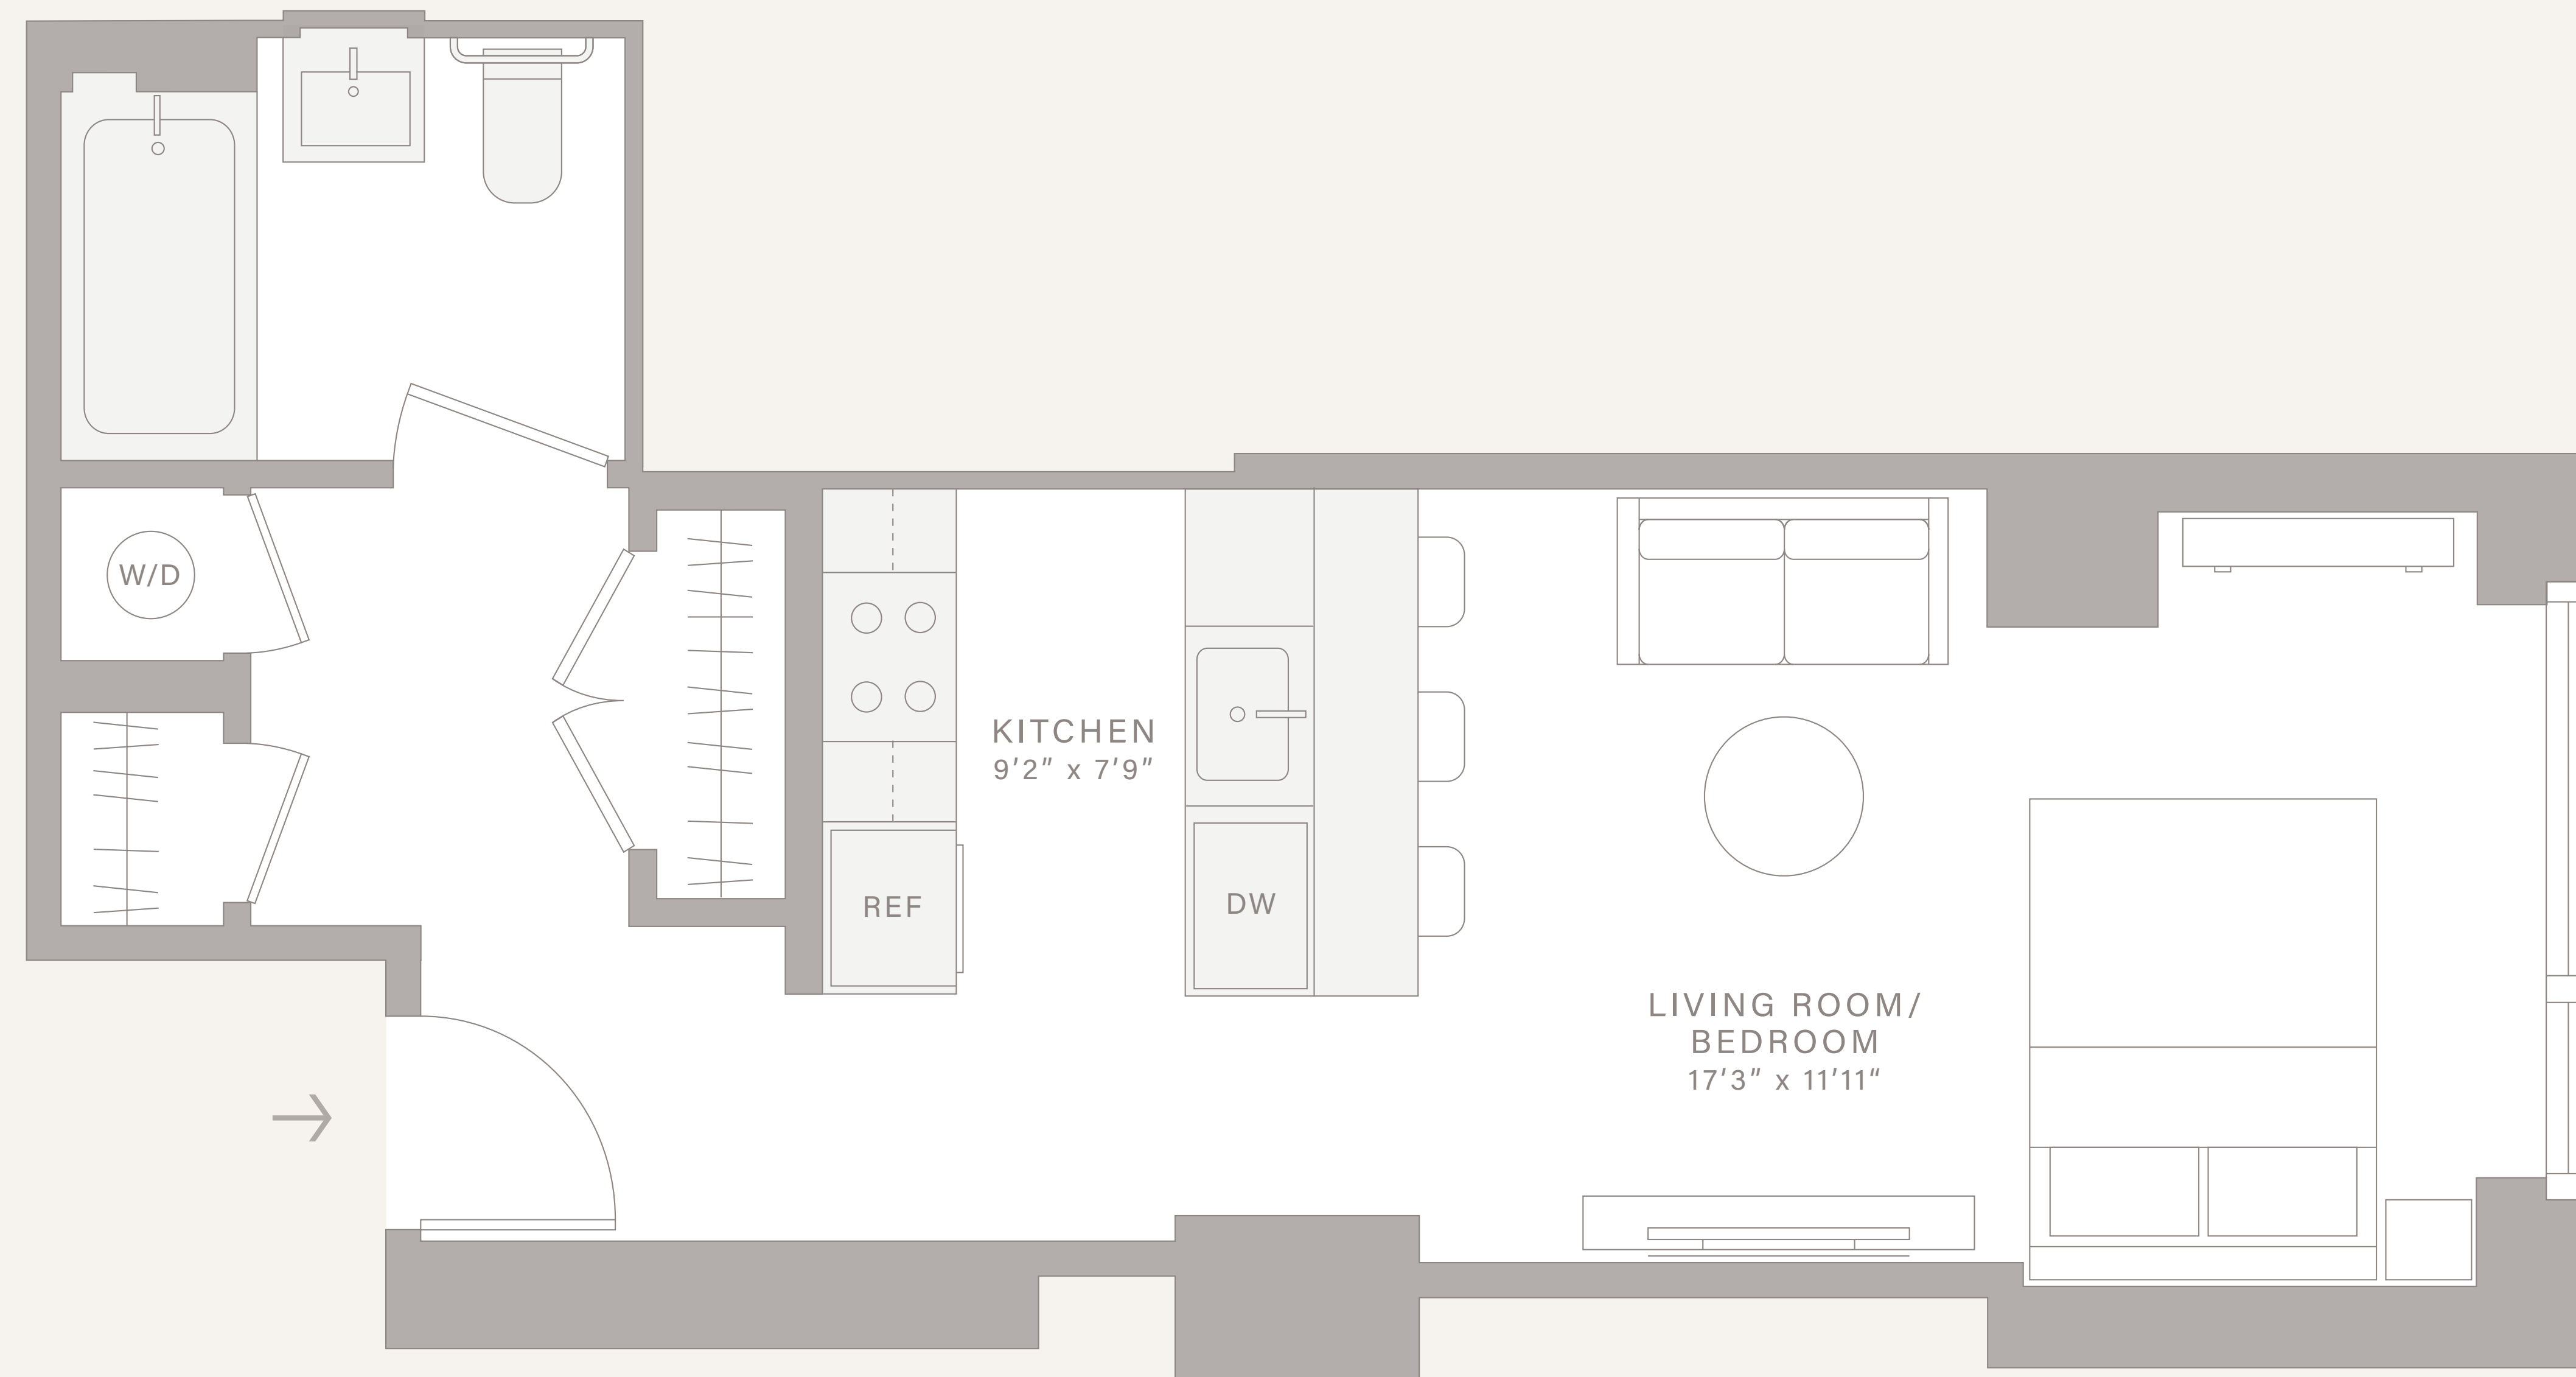 W/D
KITCHEN
9’2” x 7’9”
REF
DW
LIVING ROOM/
BEDROOM
17’3” x 11’11“